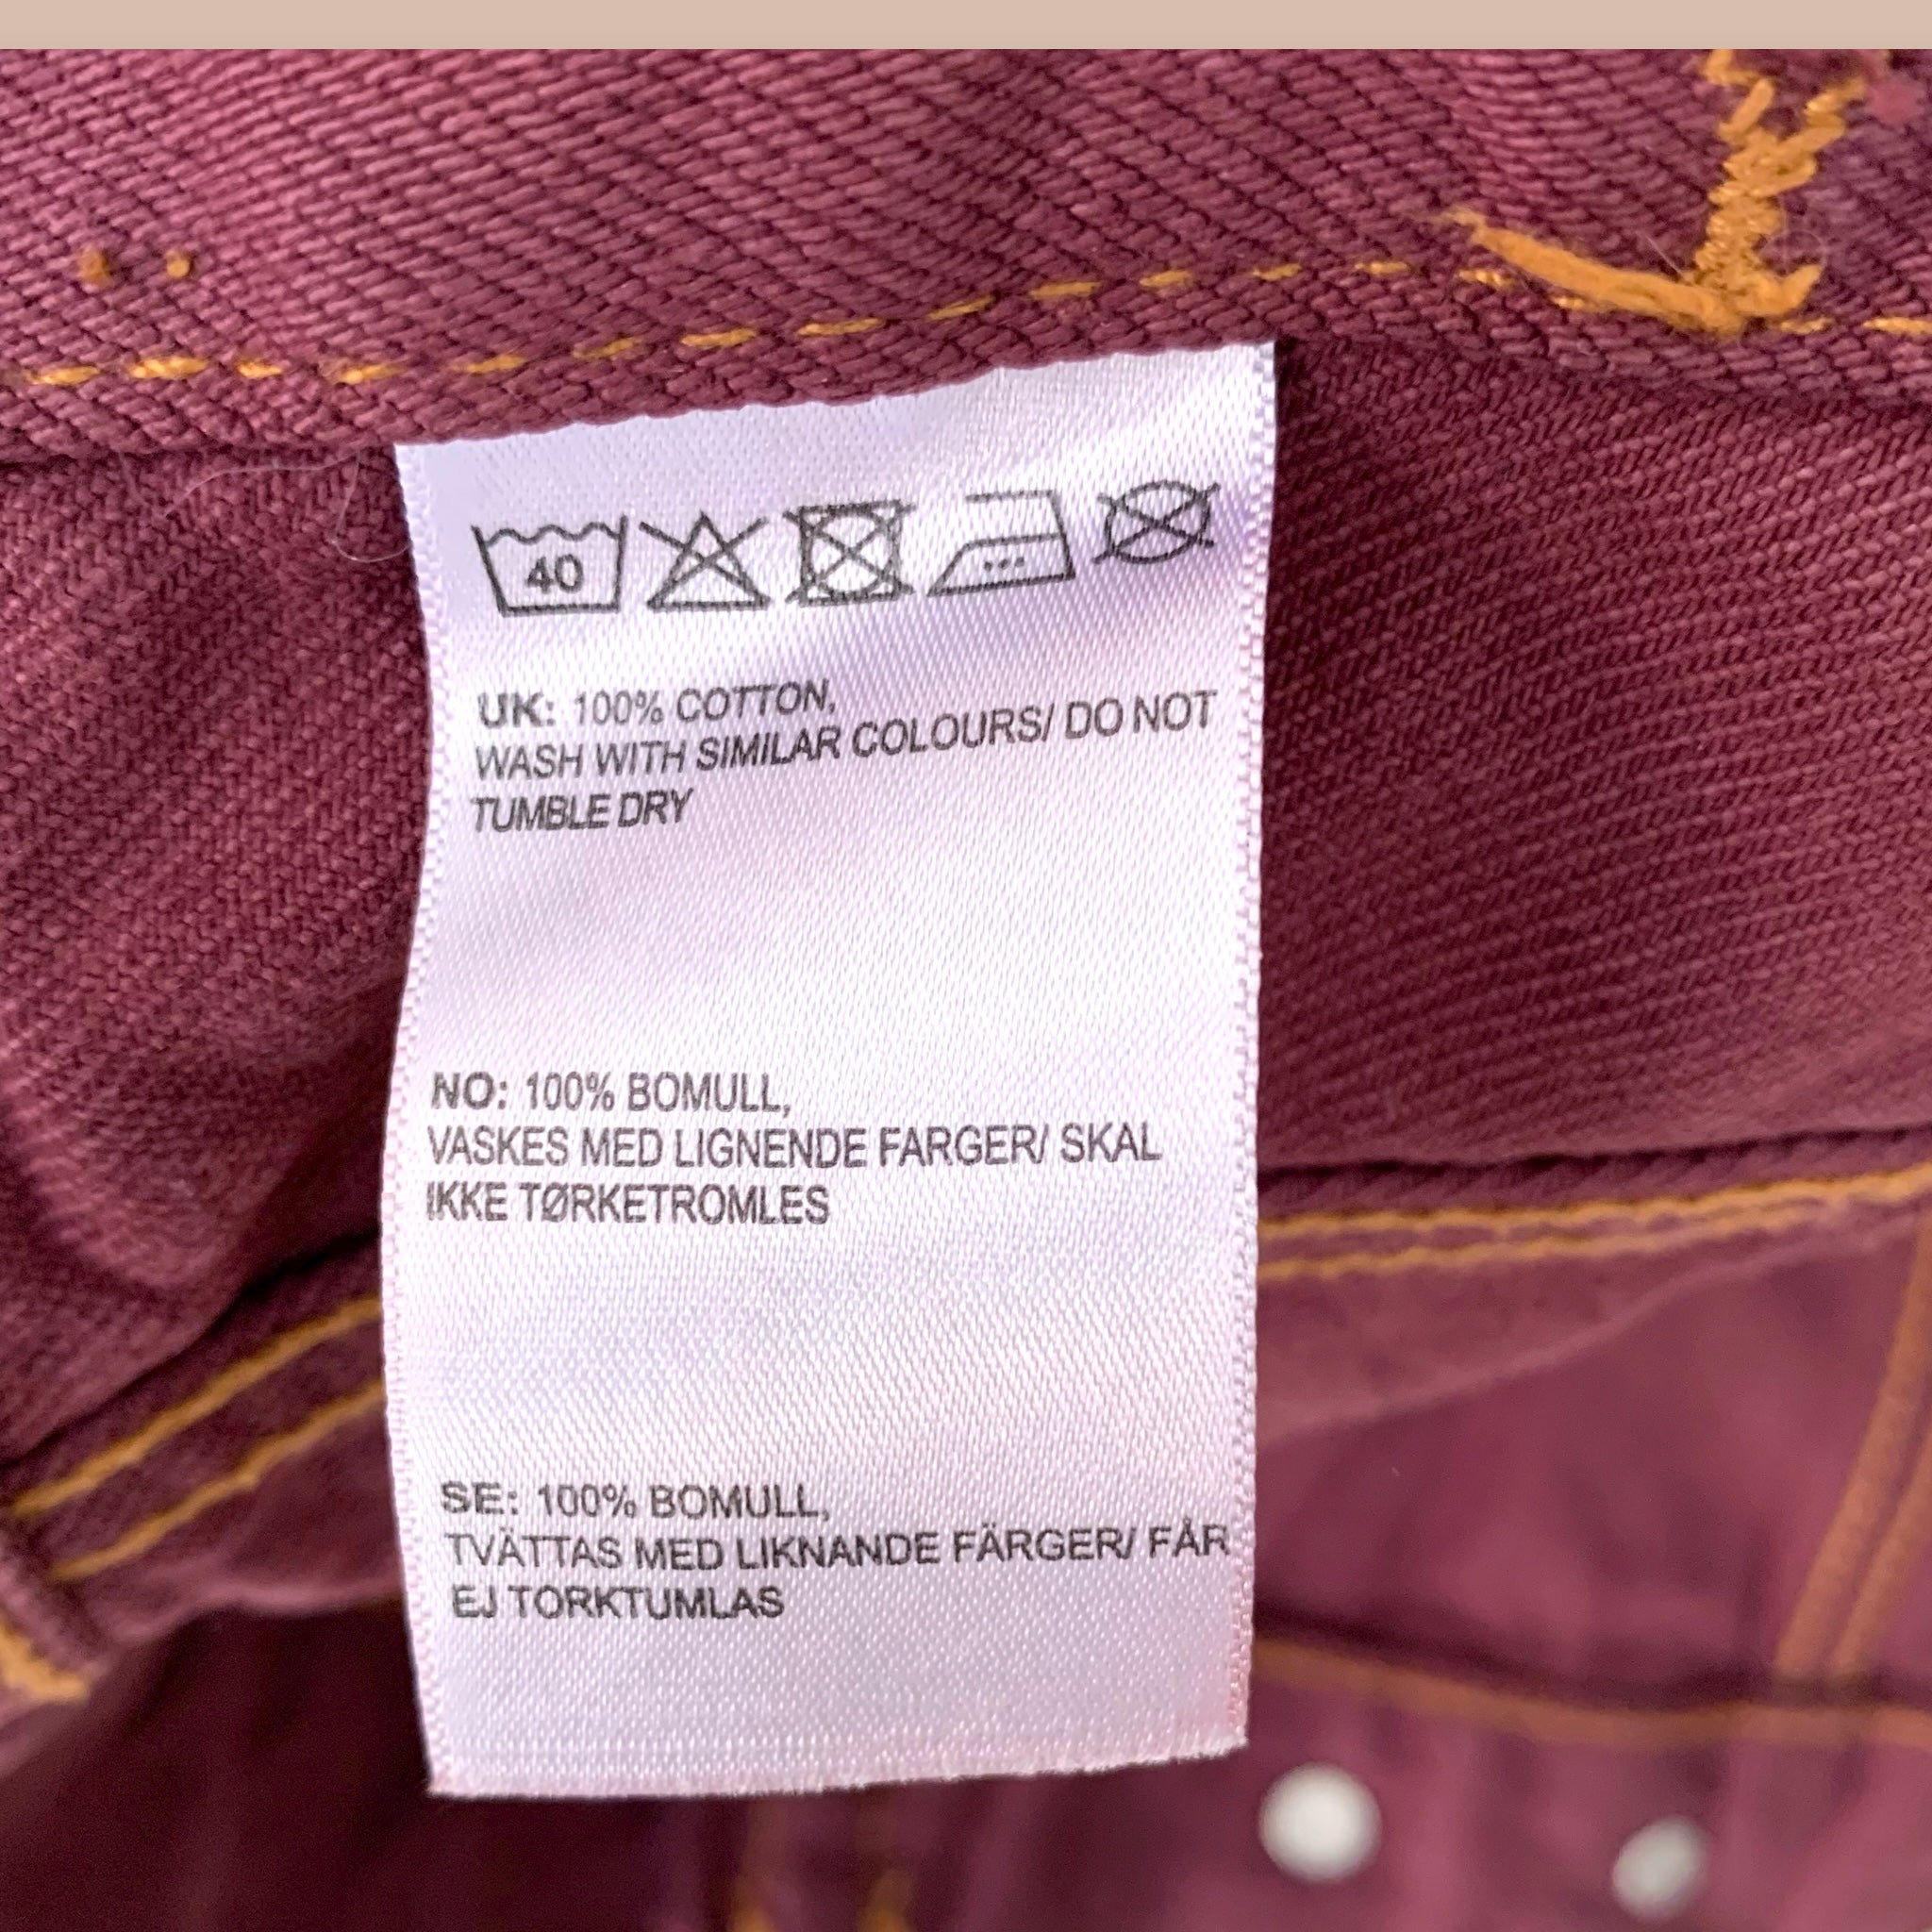 40
UK: 100% COTTON,
WASH WITH SIMILAR COLOURS/ DO NOT
TUMBLE DRY
NO: 100% BOMULL,
VASKES MED LIGNENDE FARGER/ SKAL
IKKE TØRKETROMLES
SE: 100% BOMULL,
TVÄTTAS MED LIKNANDE FÄRGER/ FÅR
EJ TORKTUMLAS